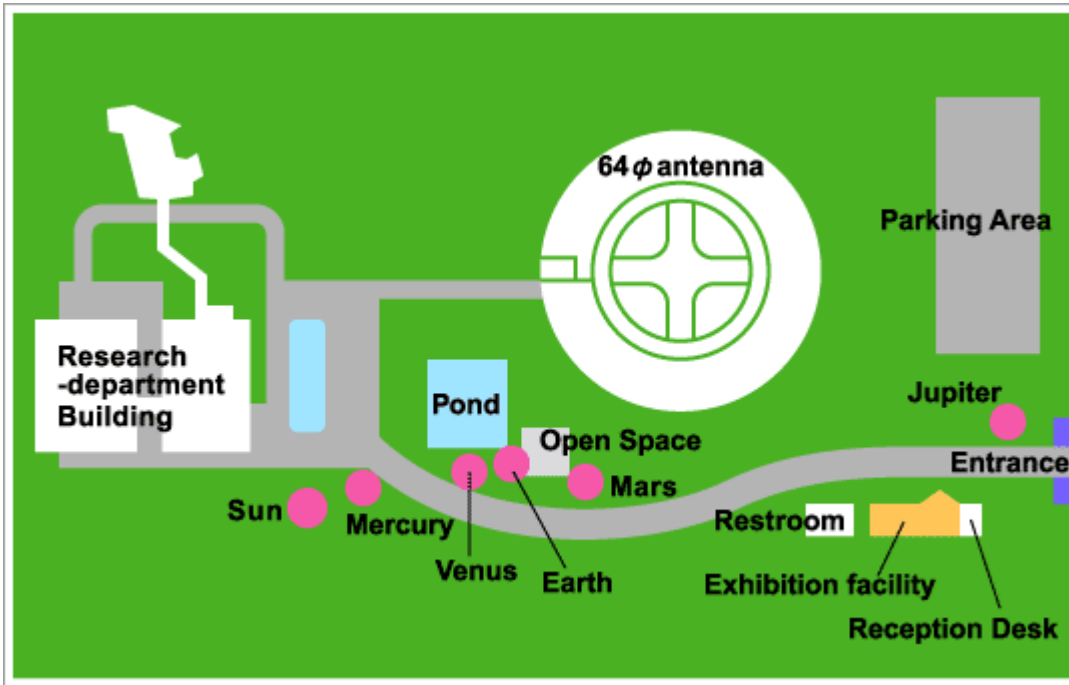 64φ antenna
Parking Area
Research
-department
Building
Pond
Jupiter
Open Space
Entrance
Mars
Sun
Mercury
Restroom
Venus
Earth
Exhibition facility
Reception Desk